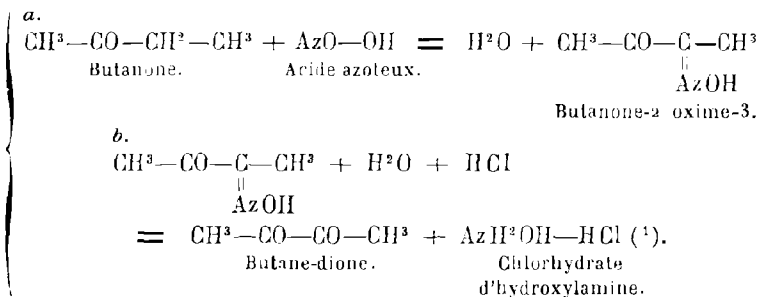 a.
CH³—CO—CH²—CH³ + AzO—OH = H²O + CH³—CO—C—CH³
Butanone. Acide azoteux. ||
AzOH
Butanone-2 oxime-3.
b.
CH³—CO—C—CH³ + H²O + HCl
||
AzOH
= CH³—CO—CO—CH³ + AzH²OH—HCl (¹).
Butane-dione. Chlorhydrate
d'hydroxylamine.